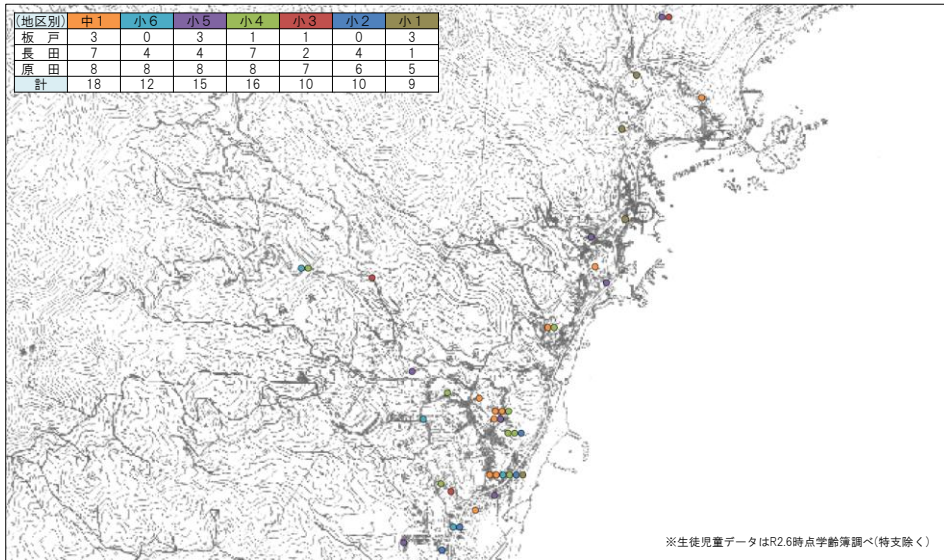 (地区別) 中1 小6 小5 小4 小3 小2 小1
板 戸 3 0 3 1 1 0 3
長 田 7 4 4 7 2 4 1
原 田 8 8 8 8 7 6 5
計 18 12 15 16 10 10 9
※生徒児童データはR2.6時点学齢簿調べ(特支除く)